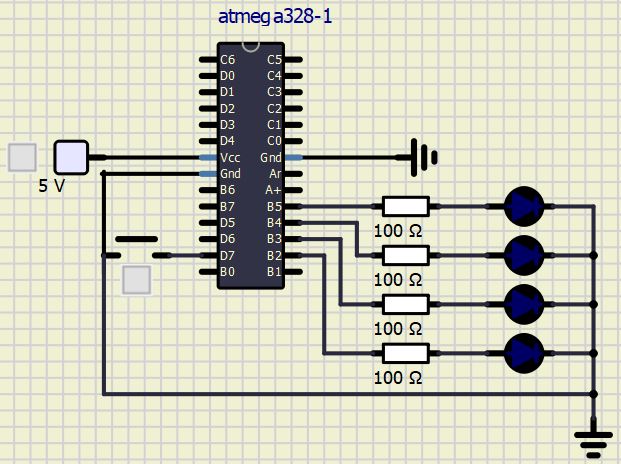 atmega328-1
C6 C5
D0 C4
D1 C3
D2 C2
D3 C1
D4 C0
Vcc Gnd
Gnd Ar
B6 A+
B7 B5
D5 B4
D6 B3
D7 B2
B0 B1
5 V
100 Ω
100 Ω
100 Ω
100 Ω